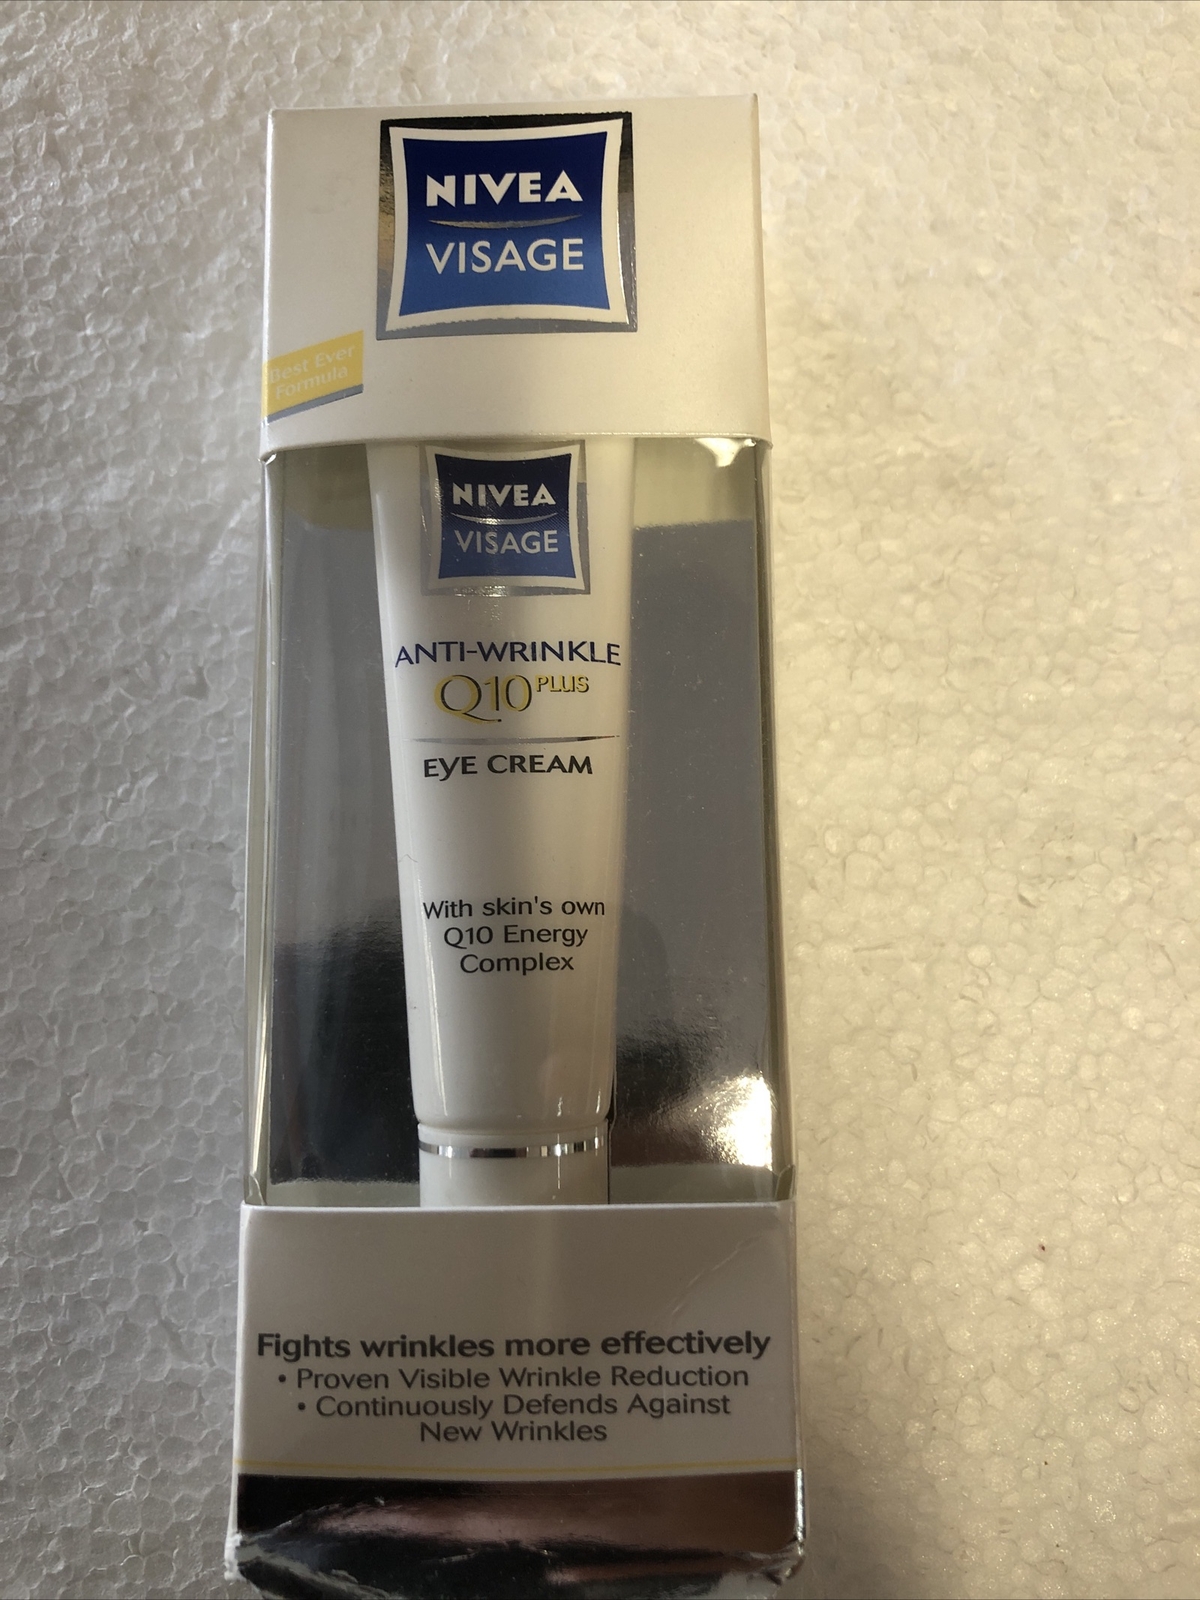 NIVEA
VISAGE
Best Ever
Formula
NIVEA
VISAGE
ANTI-WRINKLE
Q10 PLUS
EYE CREAM
With skin's own
Q10 Energy
Complex
Fights wrinkles more effectively
• Proven Visible Wrinkle Reduction
• Continuously Defends Against
New Wrinkles